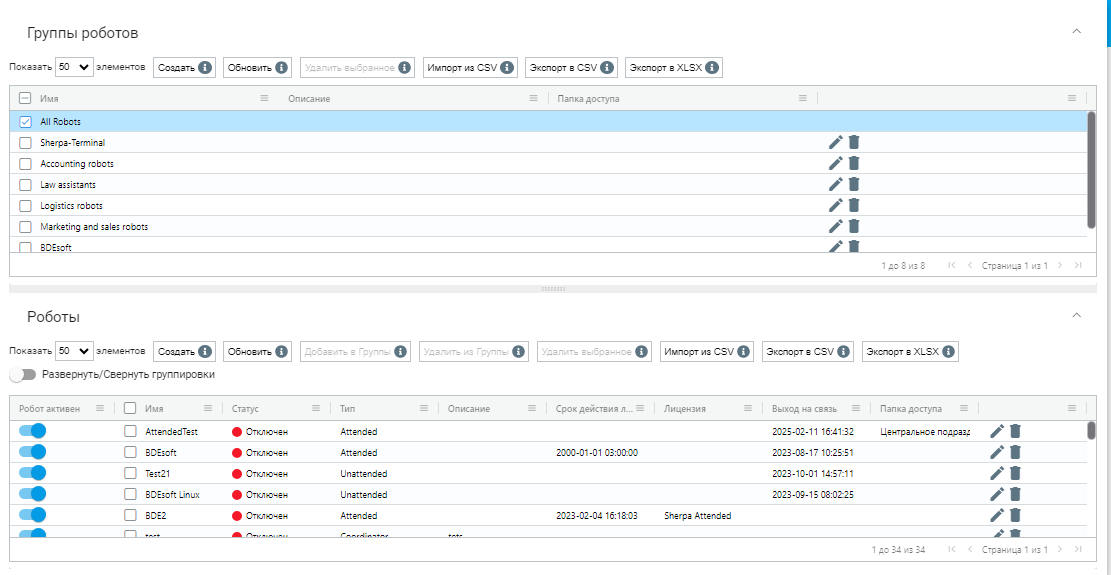 Группы роботов
Показать 50 элементов Создать Обновить Удалить выбранное Импорт из CSV Экспорт в CSV Экспорт в XLSX
Имя Описание Папка доступа
All Robots
Sherpa-Terminal
Accounting robots
Law assistants
Logistics robots
Marketing and sales robots
BDEsoft
1 до 8 из 8 Страница 1 из 1
Роботы
Показать 50 элементов Создать Обновить Добавить в Группы Удалить из Группы Удалить выбранное Импорт из CSV Экспорт в CSV Экспорт в XLSX
Развернуть/Свернуть группировки
Робот активен Имя Статус Тип Описание Срок действия л... Лицензия Выход на связь Папка доступа
AttendedTest Отключен Attended 2025-02-11 16:41:32 Центральное подразд
BDEsoft Отключен Attended 2000-01-01 03:00:00 2023-08-17 10:25:51
Test21 Отключен Unattended 2023-10-01 14:57:11
BDEsoft Linux Отключен Unattended 2023-09-15 08:02:25
BDE2 Отключен Attended 2023-02-04 16:18:03 Sherpa Attended
test Отключен Coordinator
1 до 34 из 34 Страница 1 из 1